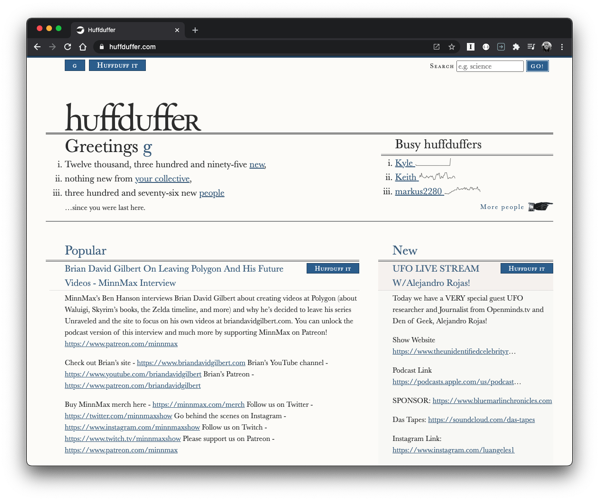 Huffduffer
huffduffer.com
g
Huffduff it
Search
e.g. science
GO!
huffduffer
Greetings g
i. Twelve thousand, three hundred and ninety-five new,
ii. nothing new from your collective,
iii. three hundred and seventy-six new people
…since you were last here.
Busy huffduffers
i. Kyle
ii. Keith
iii. markus2280
More people
Popular
Brian David Gilbert On Leaving Polygon And His Future
Videos - MinnMax Interview
Huffduff it
MinnMax's Ben Hanson interviews Brian David Gilbert about creating videos at Polygon (about
Waluigi, Skyrim's books, the Zelda timeline, and more) and why he's decided to leave his series
Unraveled and the site to focus on his own videos at briandavidgilbert.com. You can unlock the
podcast version of this interview and much more by supporting MinnMax on Patreon!
https://www.patreon.com/minnmax
Check out Brian's site - https://www.briandavidgilbert.com Brian's YouTube channel -
https://www.youtube.com/briandavidgilbert Brian's Patreon -
https://www.patreon.com/briandavidgilbert
Buy MinnMax merch here - https://minnmax.com/merch Follow us on Twitter -
https://twitter.com/minnmaxshow Go behind the scenes on Instagram -
https://www.instagram.com/minnmaxshow Follow us on Twitch -
https://www.twitch.tv/minnmaxshow Please support us on Patreon -
https://www.patreon.com/minnmax
New
UFO LIVE STREAM
W/Alejandro Rojas!
Huffduff it
Today we have a VERY special guest UFO
researcher and Journalist from Openminds.tv and
Den of Geek, Alejandro Rojas!
Show Website
https://www.theunidentifiedcelebrityr…
Podcast Link
https://podcasts.apple.com/us/podcast…
SPONSOR: https://www.bluemarlinchronicles.com
Das Tapes: https://soundcloud.com/das-tapes
Instagram Link:
https://www.instagram.com/luangeles1